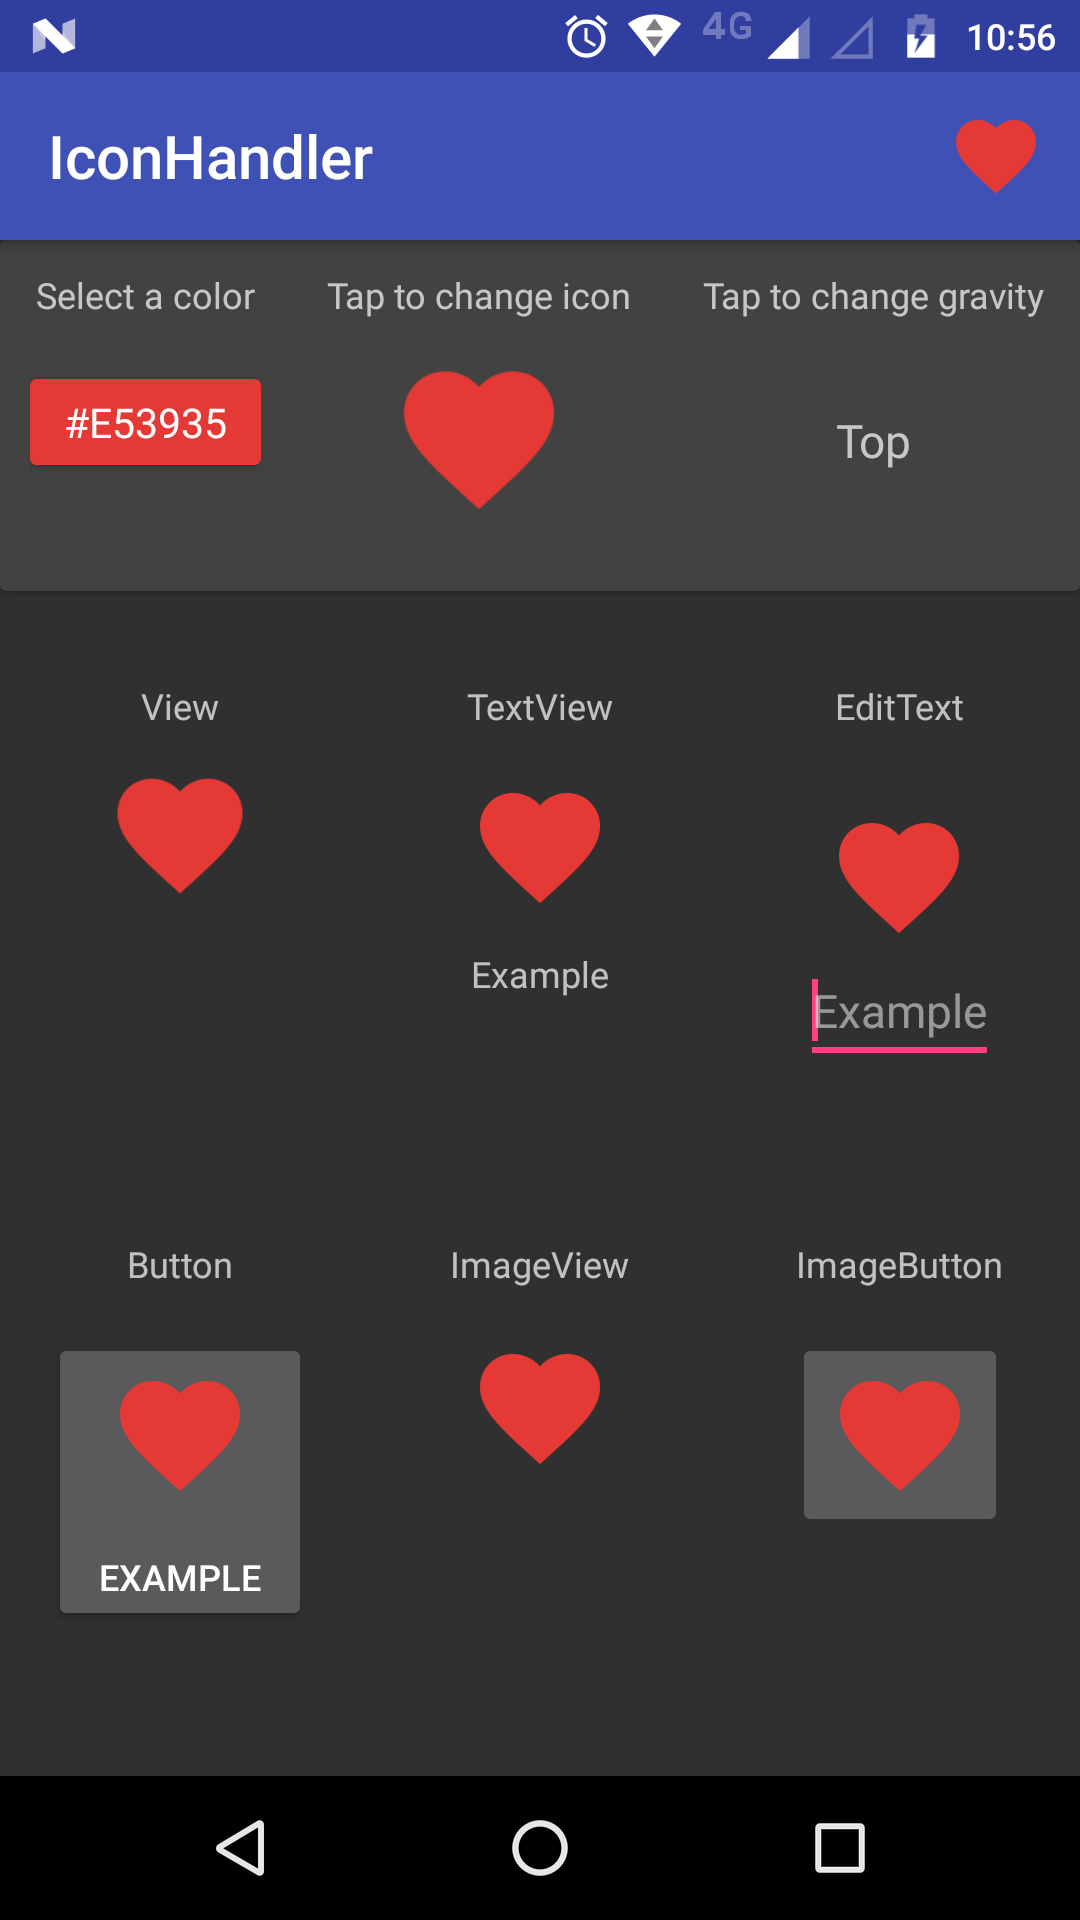 4G 10:56
IconHandler
Select a color Tap to change icon Tap to change gravity
#E53935
Top
View TextView EditText
Example
Example
Button ImageView ImageButton
EXAMPLE